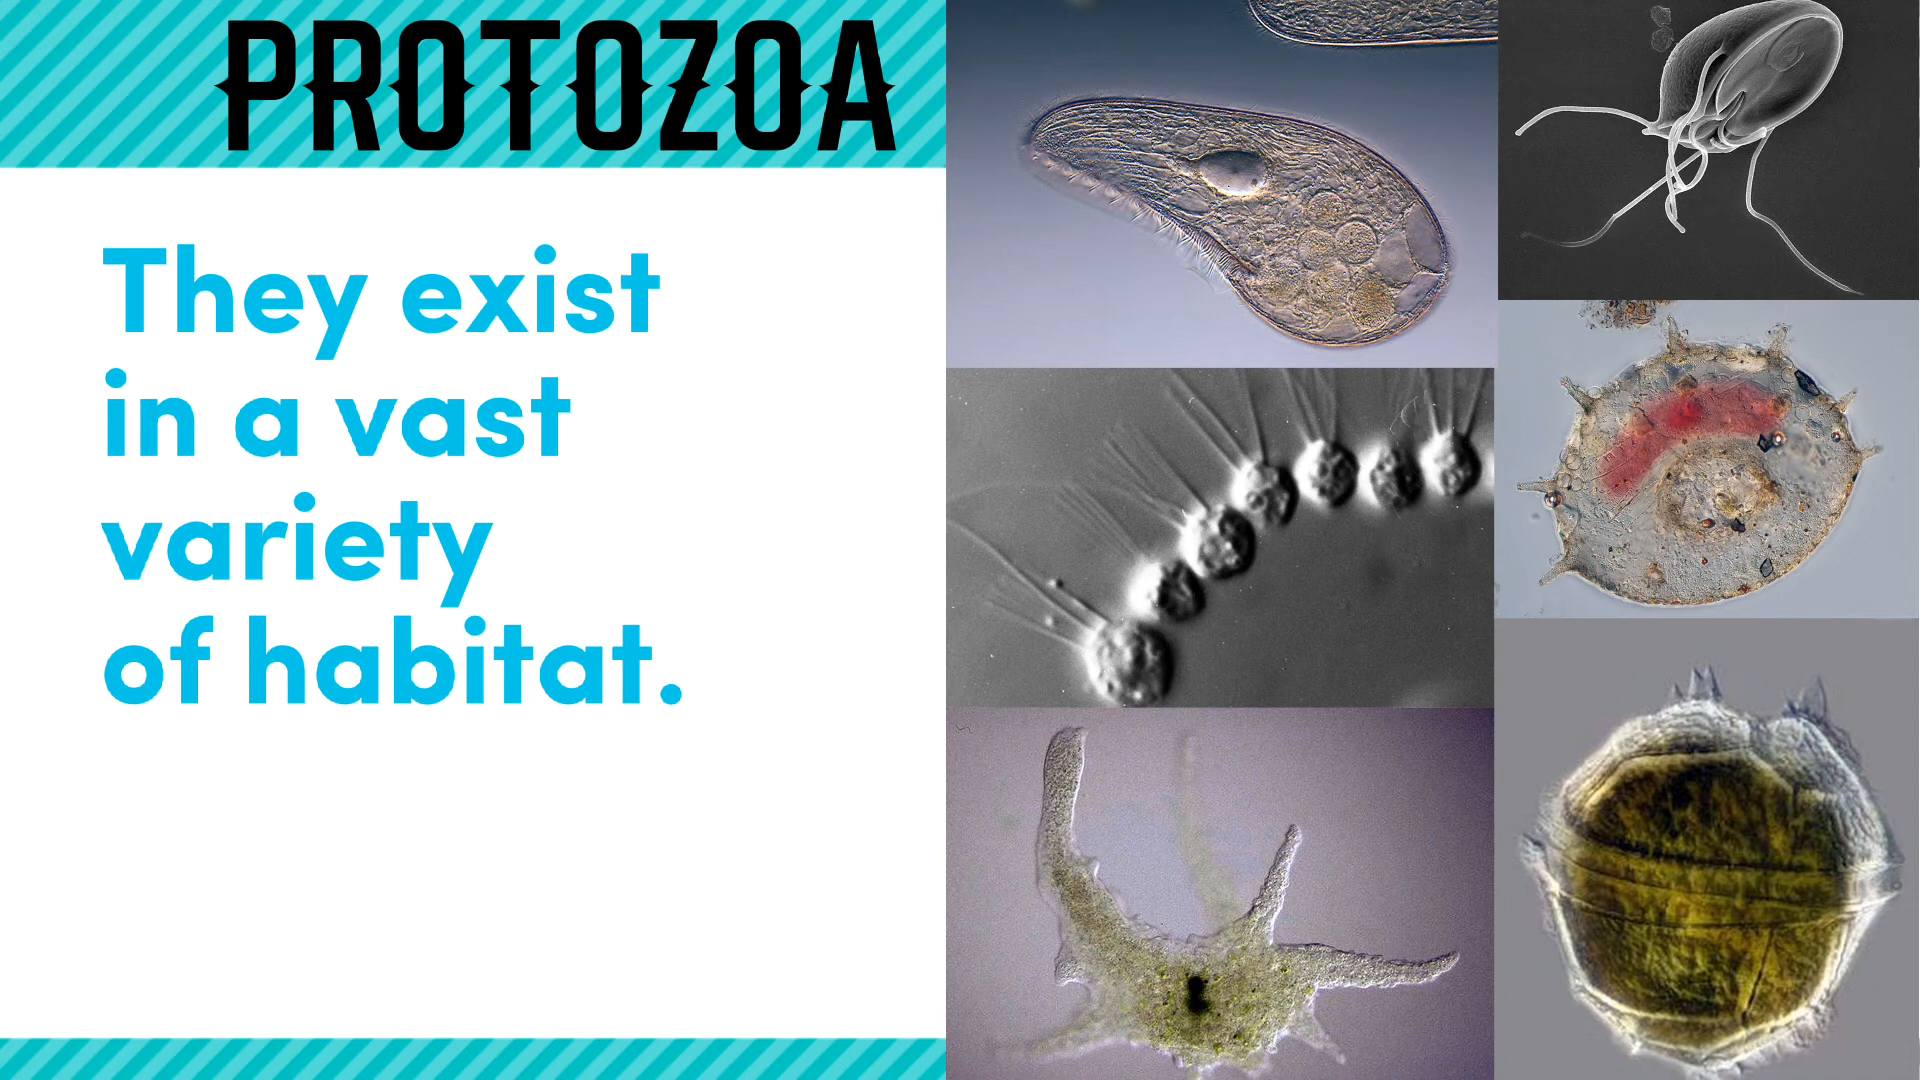 PROTOZOA
They exist
in a vast
variety
of habitat.